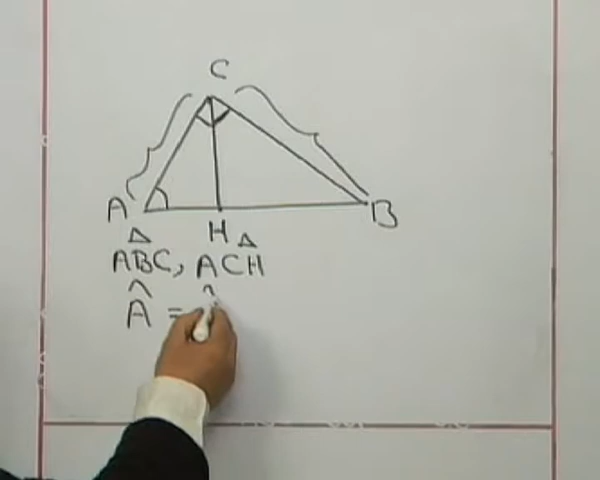 C
A
B
H
△ △
ABC, ACH
^ ^
A =